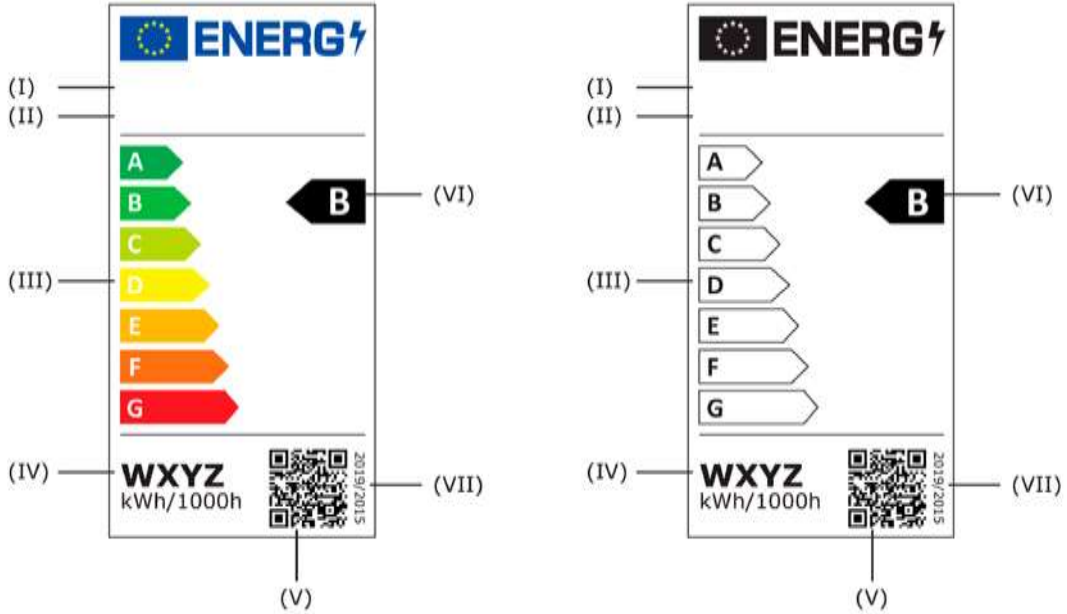 ENERG ENERG
(I) (I)
(II) (II)
A A
B B (VI) B B (VI)
C C
(III) D (III) D
E E
F F
G G
(IV) WXYZ 2019/2015 (VII) (IV) WXYZ 2019/2015 (VII)
kWh/1000h kWh/1000h
(V) (V)